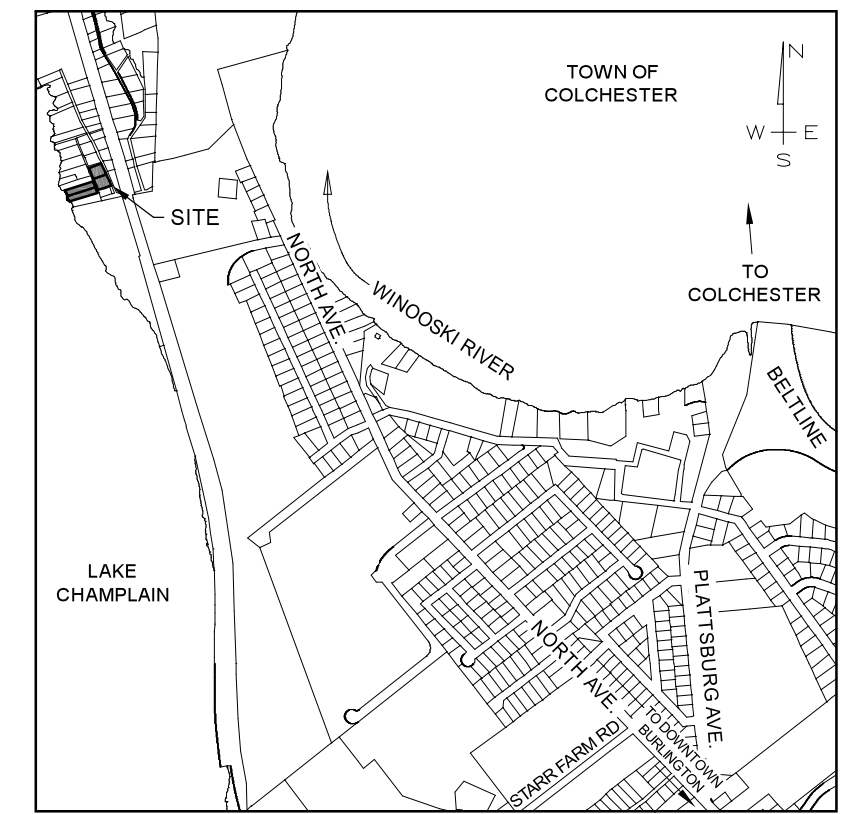 TOWN OF
COLCHESTER
N
W E
S
SITE
TO
COLCHESTER
NORTH AVE.
WINOOSKI RIVER
BELTLINE
LAKE
CHAMPLAIN
PLATTSBURG AVE.
NORTH AVE.
TO DOWNTOWN
BURLINGTON
STARR FARM RD